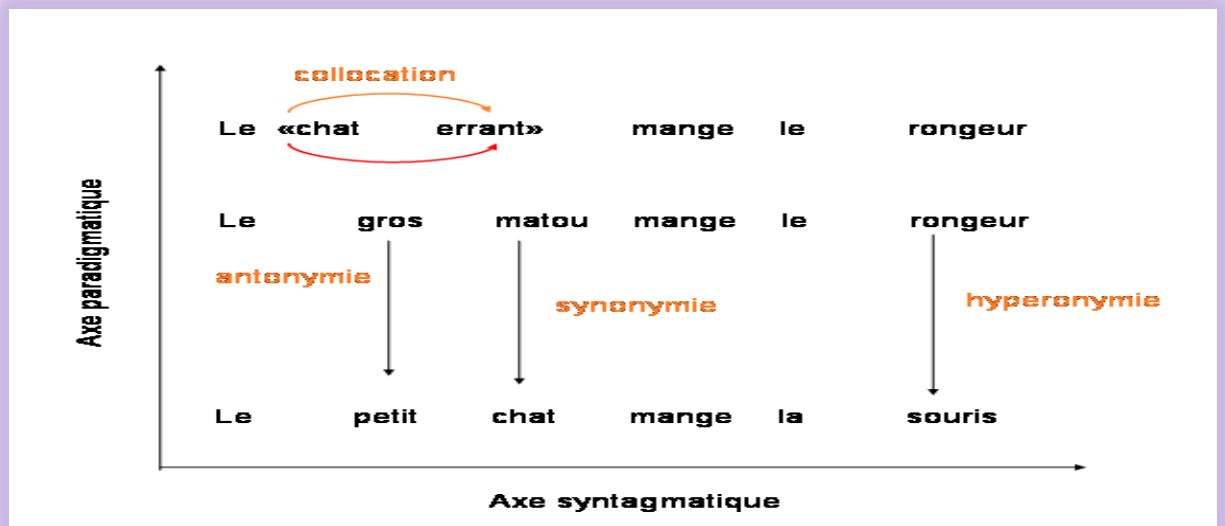 collocation
Le «chat errant» mange le rongeur
Axe paradigmatique
Le gros matou mange le rongeur
antonymie
synonymie
hyperonymie
Le petit chat mange la souris
Axe syntagmatique